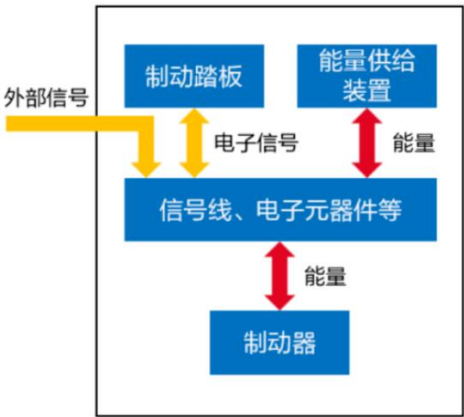 制动踏板
能量供给
装置
外部信号
电子信号
能量
信号线、电子元器件等
能量
制动器